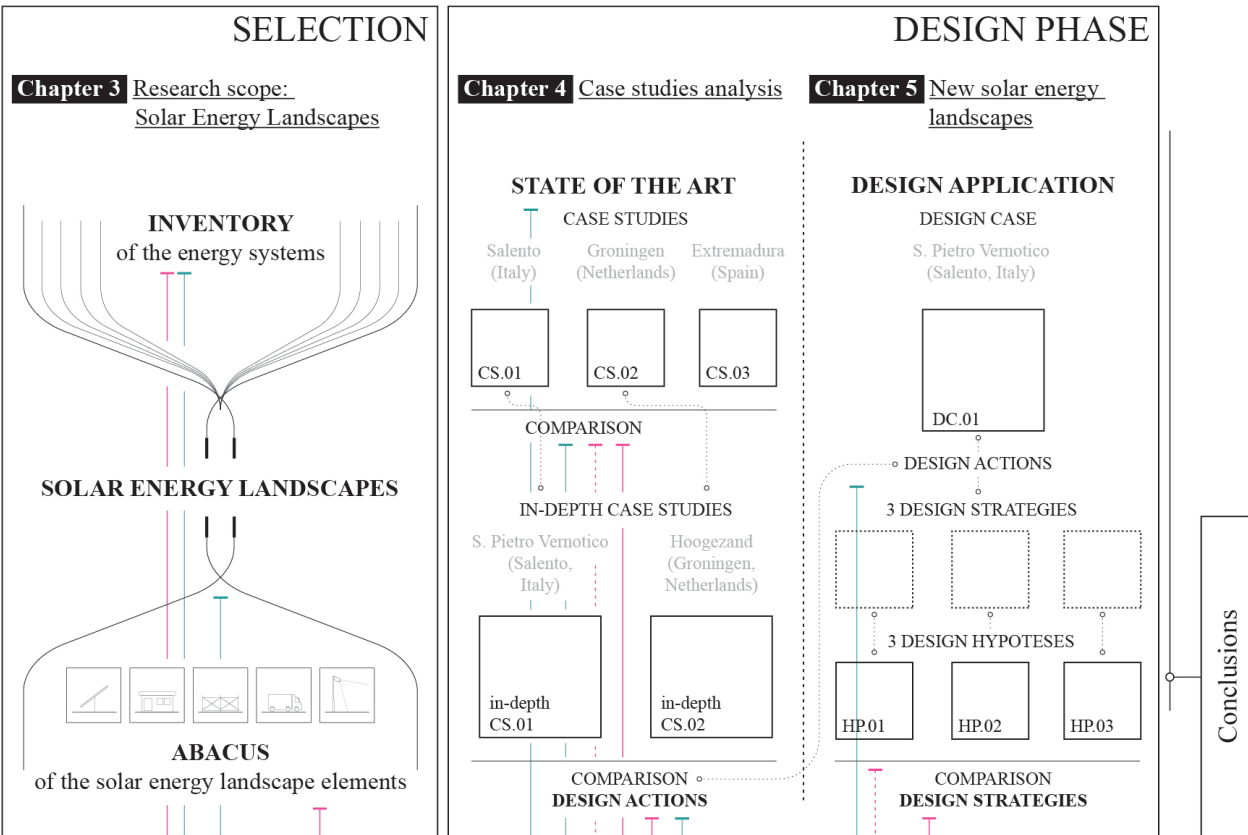 SELECTION
Chapter 3 Research scope:
Solar Energy Landscapes
INVENTORY
of the energy systems
SOLAR ENERGY LANDSCAPES
ABACUS
of the solar energy landscape elements
DESIGN PHASE
Chapter 4 Case studies analysis
STATE OF THE ART
CASE STUDIES
Salento
(Italy)
Groningen
(Netherlands)
Extremadura
(Spain)
CS.01
CS.02
CS.03
COMPARISON
IN-DEPTH CASE STUDIES
S. Pietro Vernotico
(Salento,
Italy)
Hoogezand
(Groningen,
Netherlands)
in-depth
CS.01
in-depth
CS.02
COMPARISON
DESIGN ACTIONS
Chapter 5 New solar energy
landscapes
DESIGN APPLICATION
DESIGN CASE
S. Pietro Vernotico
(Salento, Italy)
DC.01
DESIGN ACTIONS
3 DESIGN STRATEGIES
3 DESIGN HYPOTESES
HP.01
HP.02
HP.03
COMPARISON
DESIGN STRATEGIES
Conclusions